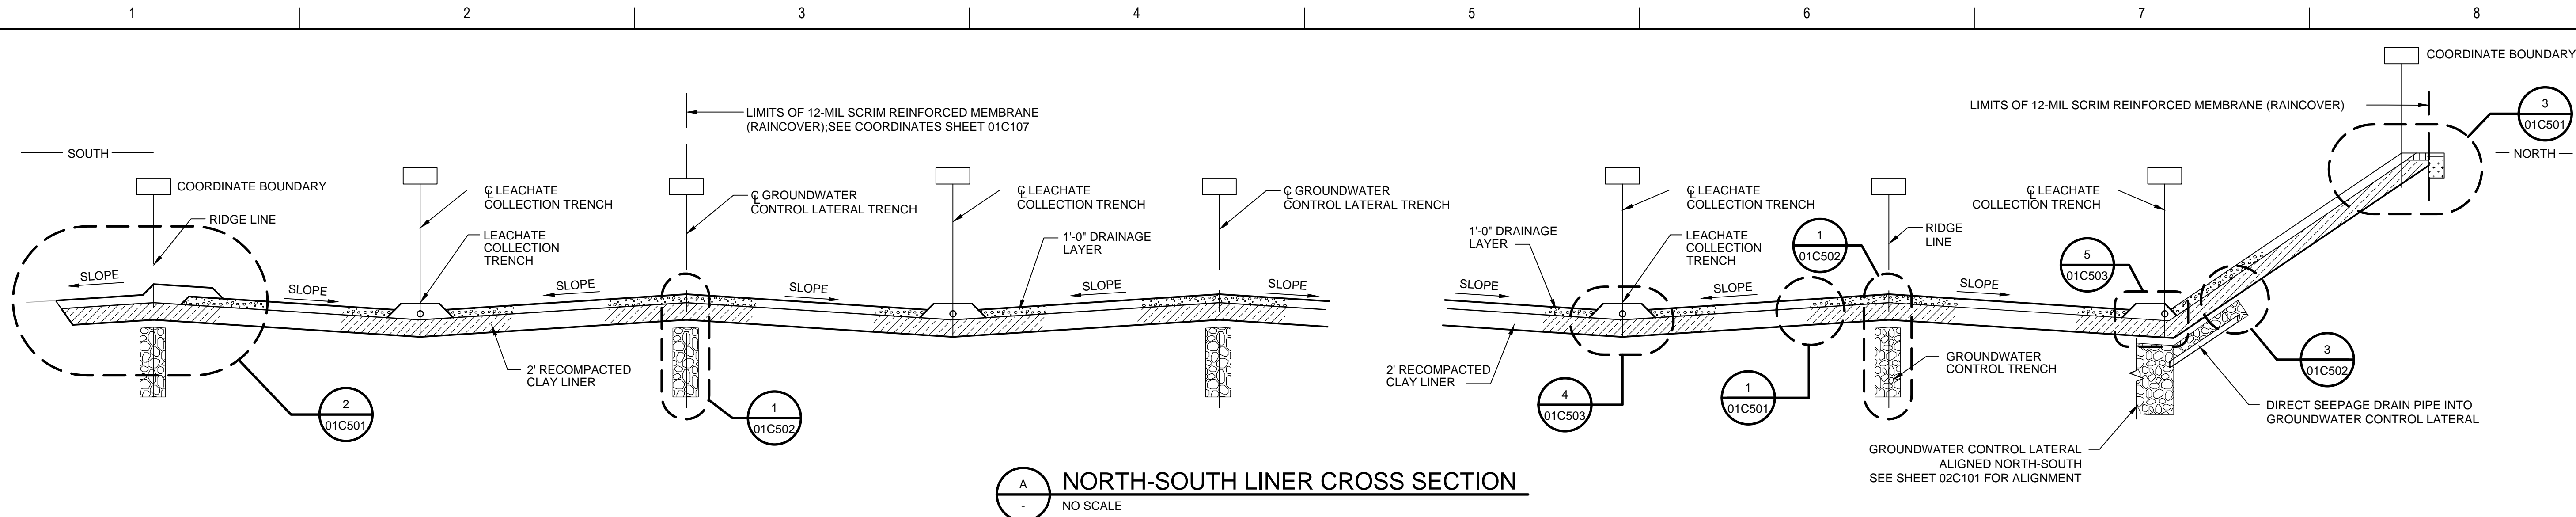 1 2 3 4 5 6 7 8
COORDINATE BOUNDARY
LIMITS OF 12-MIL SCRIM REINFORCED MEMBRANE
(RAINCOVER);SEE COORDINATES SHEET 01C107
LIMITS OF 12-MIL SCRIM REINFORCED MEMBRANE (RAINCOVER)
3
01C501
SOUTH
NORTH
COORDINATE BOUNDARY
RIDGE LINE
℄ LEACHATE
COLLECTION TRENCH
℄ GROUNDWATER
CONTROL LATERAL TRENCH
℄ LEACHATE
COLLECTION TRENCH
℄ GROUNDWATER
CONTROL LATERAL TRENCH
℄ LEACHATE
COLLECTION TRENCH
℄ LEACHATE
COLLECTION TRENCH
LEACHATE
COLLECTION
TRENCH
1'-0" DRAINAGE
LAYER
1'-0" DRAINAGE
LAYER
LEACHATE
COLLECTION
TRENCH
1
01C502
RIDGE
LINE
5
01C503
SLOPE
SLOPE
SLOPE
SLOPE
SLOPE
SLOPE
SLOPE
SLOPE
SLOPE
2' RECOMPACTED
CLAY LINER
2' RECOMPACTED
CLAY LINER
GROUNDWATER
CONTROL TRENCH
3
01C502
2
01C501
1
01C502
4
01C503
1
01C501
DIRECT SEEPAGE DRAIN PIPE INTO
GROUNDWATER CONTROL LATERAL
GROUNDWATER CONTROL LATERAL
ALIGNED NORTH-SOUTH
SEE SHEET 02C101 FOR ALIGNMENT
A
-
NORTH-SOUTH LINER CROSS SECTION
NO SCALE